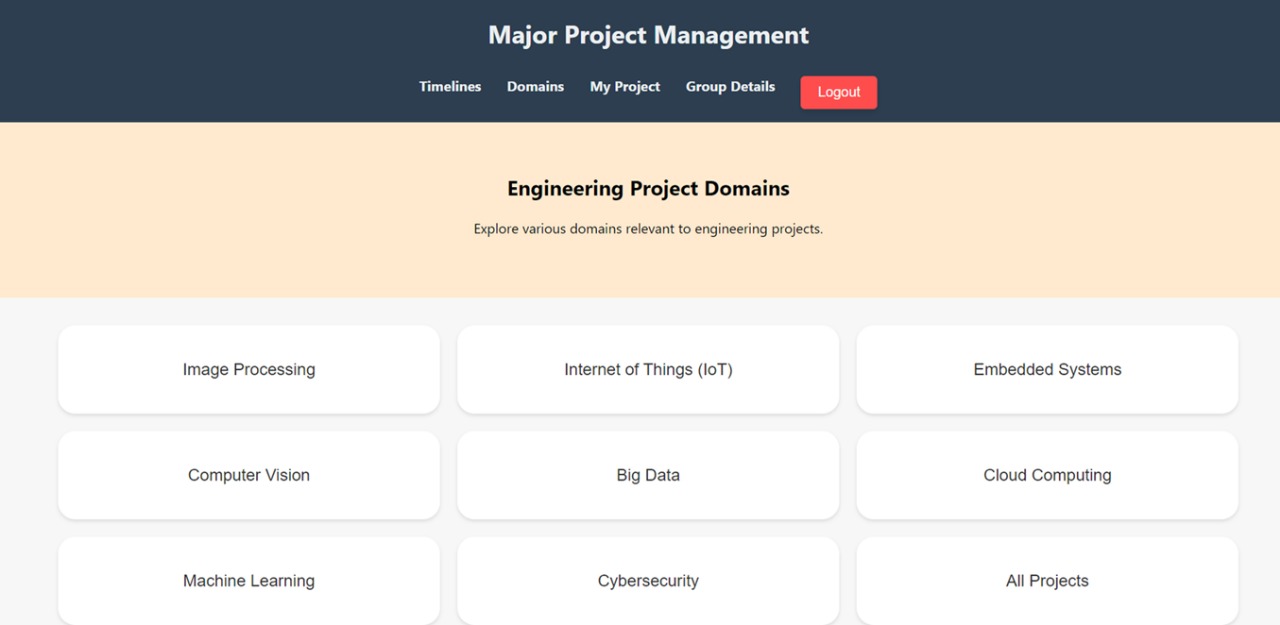 Major Project Management
Timelines Domains My Project Group Details Logout
Engineering Project Domains
Explore various domains relevant to engineering projects.
Image Processing Internet of Things (IoT) Embedded Systems
Computer Vision Big Data Cloud Computing
Machine Learning Cybersecurity All Projects